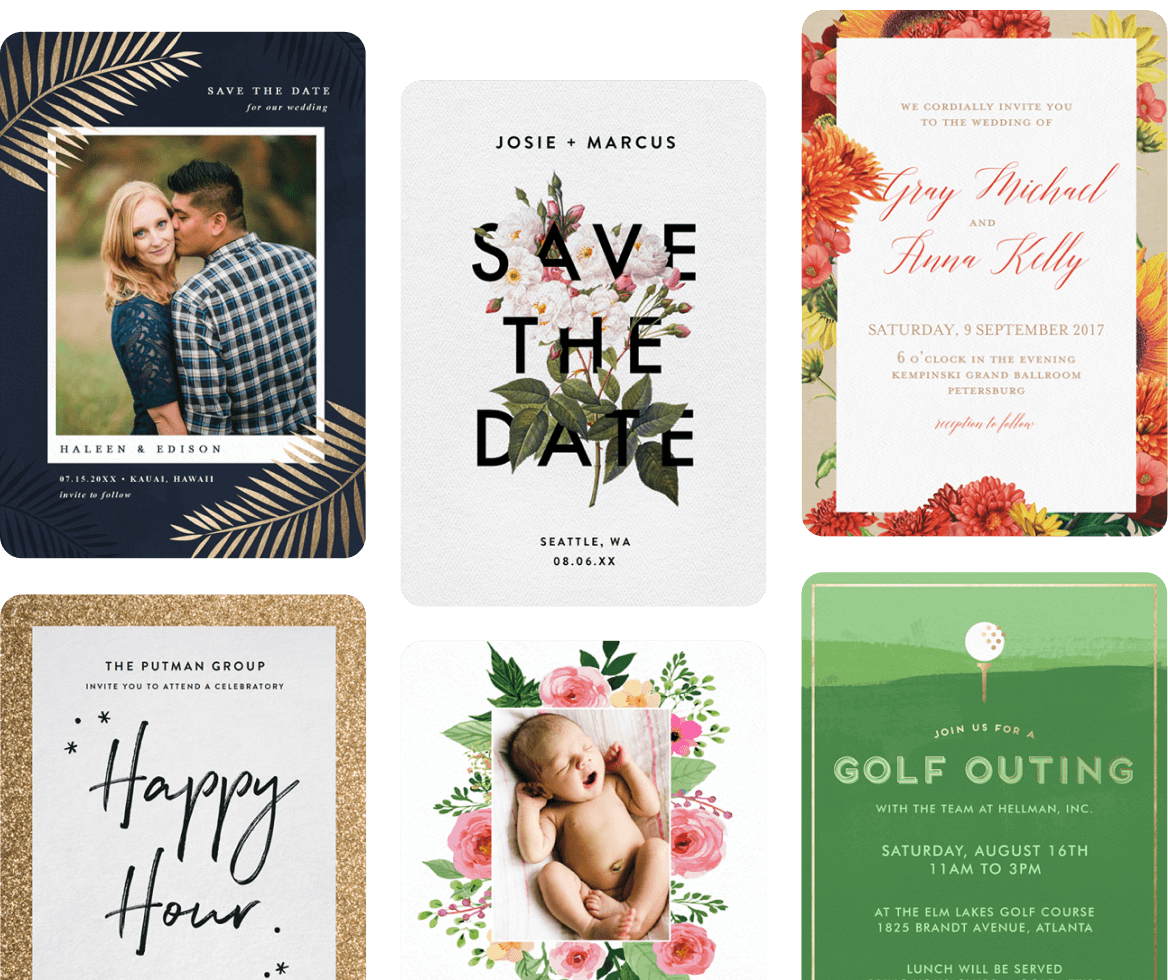 SAVE THE DATE
for our wedding
HALEEN & EDISON
07.15.20XX • KAUAI, HAWAII
invite to follow
JOSIE + MARCUS
SAVE
THE
DATE
SEATTLE, WA
08.06.XX
WE CORDIALLY INVITE YOU
TO THE WEDDING OF
Gray Michael
AND
Anna Kelly
SATURDAY, 9 SEPTEMBER 2017
6 O'CLOCK IN THE EVENING
KEMPINSKI GRAND BALLROOM
PETERSBURG
reception to follow
THE PUTMAN GROUP
INVITE YOU TO ATTEND A CELEBRATORY
Happy
Hour
JOIN US FOR A
GOLF OUTING
WITH THE TEAM AT HELLMAN, INC.
SATURDAY, AUGUST 16TH
11AM TO 3PM
AT THE ELM LAKES GOLF COURSE
1825 BRANDT AVENUE, ATLANTA
LUNCH WILL BE SERVED